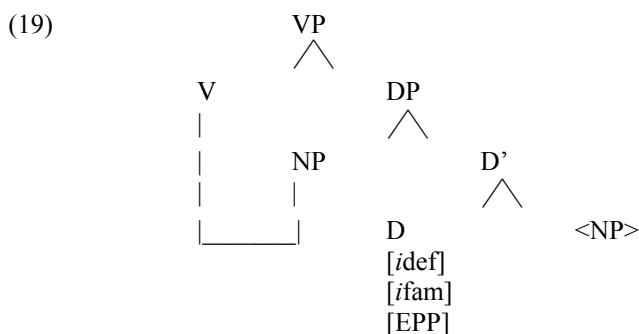 (19) VP
V DP
NP D’
D <NP>
[idef]
[ifam]
[EPP]